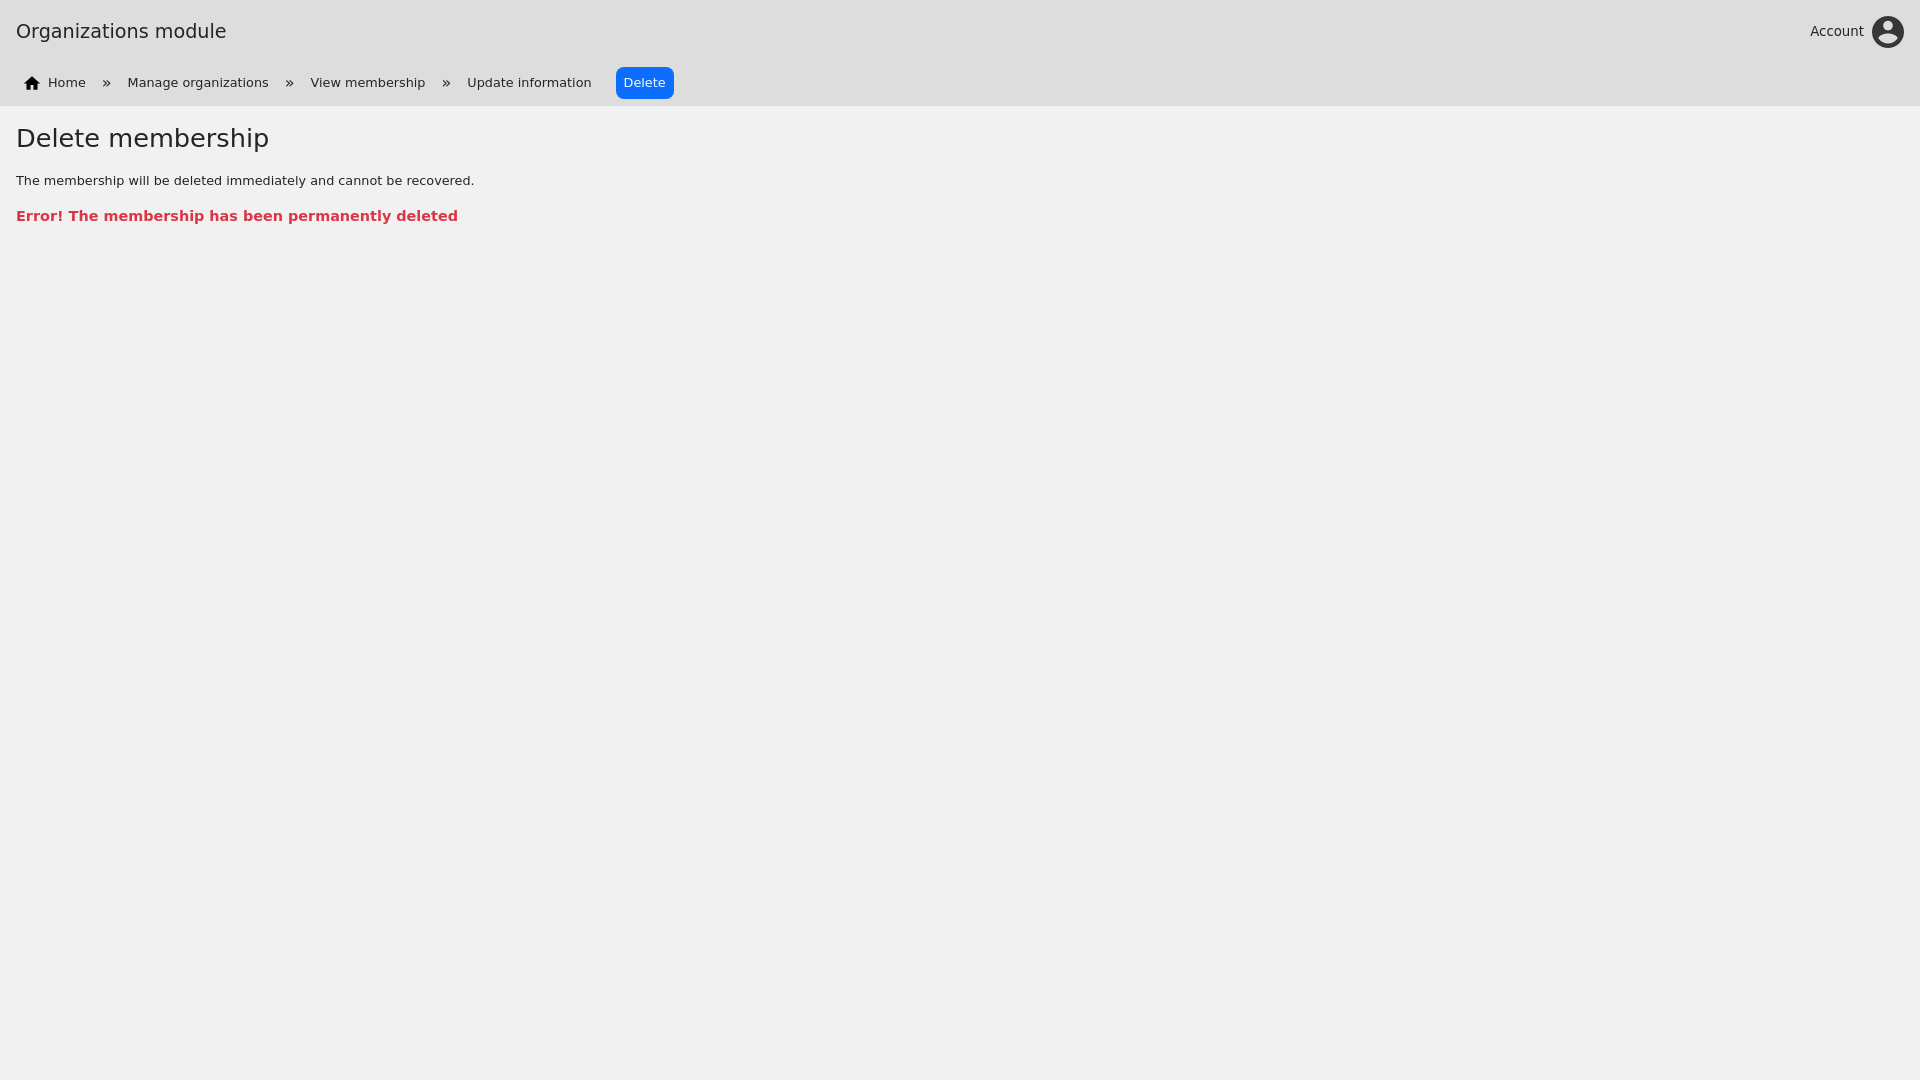 Organizations module
Account
Home » Manage organizations » View membership » Update information Delete
Delete membership
The membership will be deleted immediately and cannot be recovered.
Error! The membership has been permanently deleted